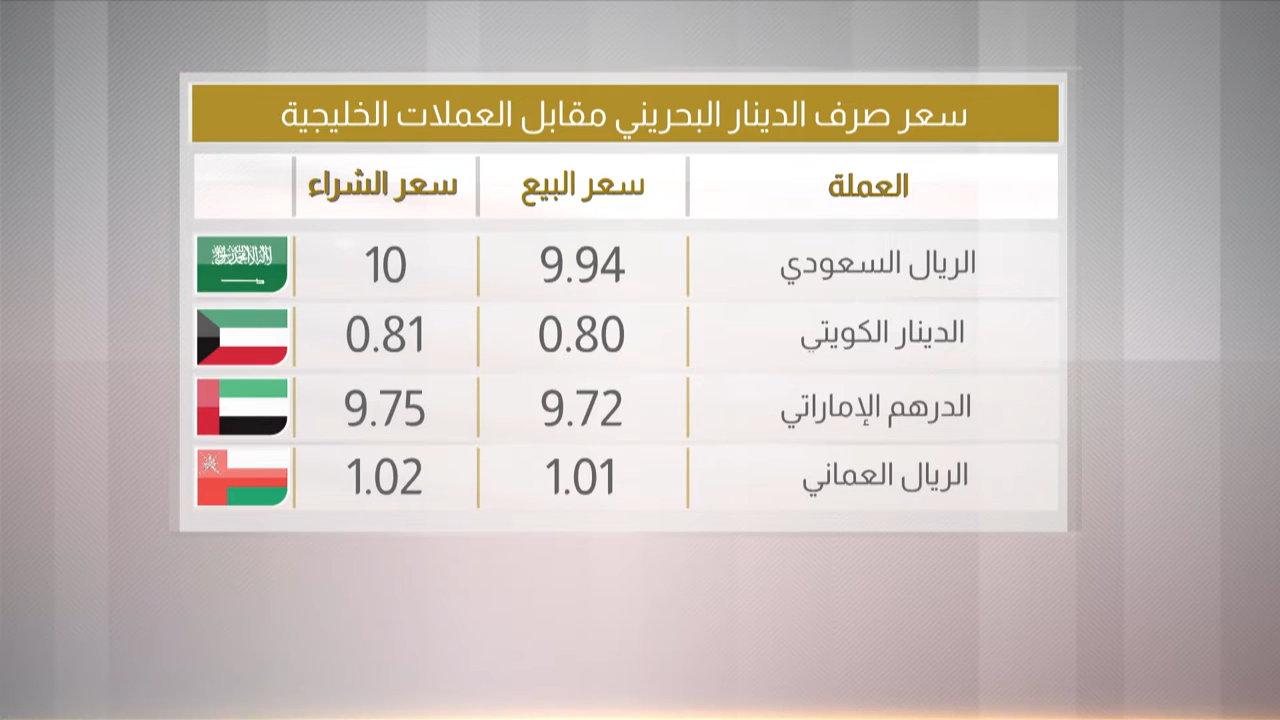 سعر صرف الدينار البحريني مقابل العملات الخليجية
العملة سعر البيع سعر الشراء
الريال السعودي 9.94 10
الدينار الكويتي 0.80 0.81
الدرهم الإماراتي 9.72 9.75
الريال العماني 1.01 1.02